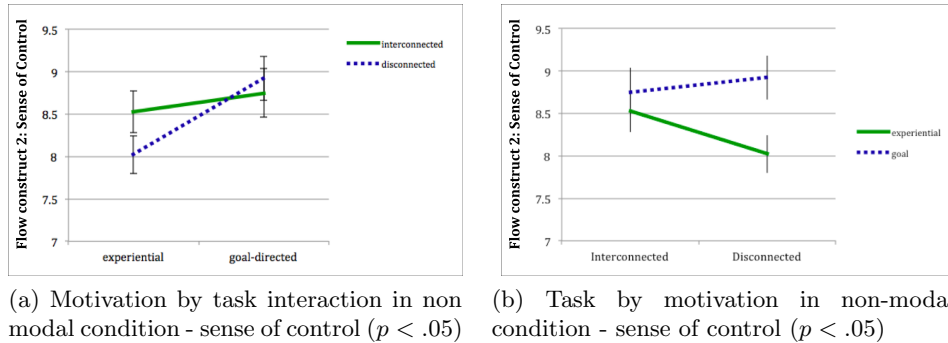 Flow construct 2: Sense of Control
9.5
9
8.5
8
7.5
7
experiential
goal-directed
interconnected
disconnected
(a) Motivation by task interaction in non
modal condition - sense of control (p < .05)
Flow construct 2: Sense of Control
9.5
9
8.5
8
7.5
7
Interconnected
Disconnected
experiential
goal
(b) Task by motivation in non-moda
condition - sense of control (p < .05)